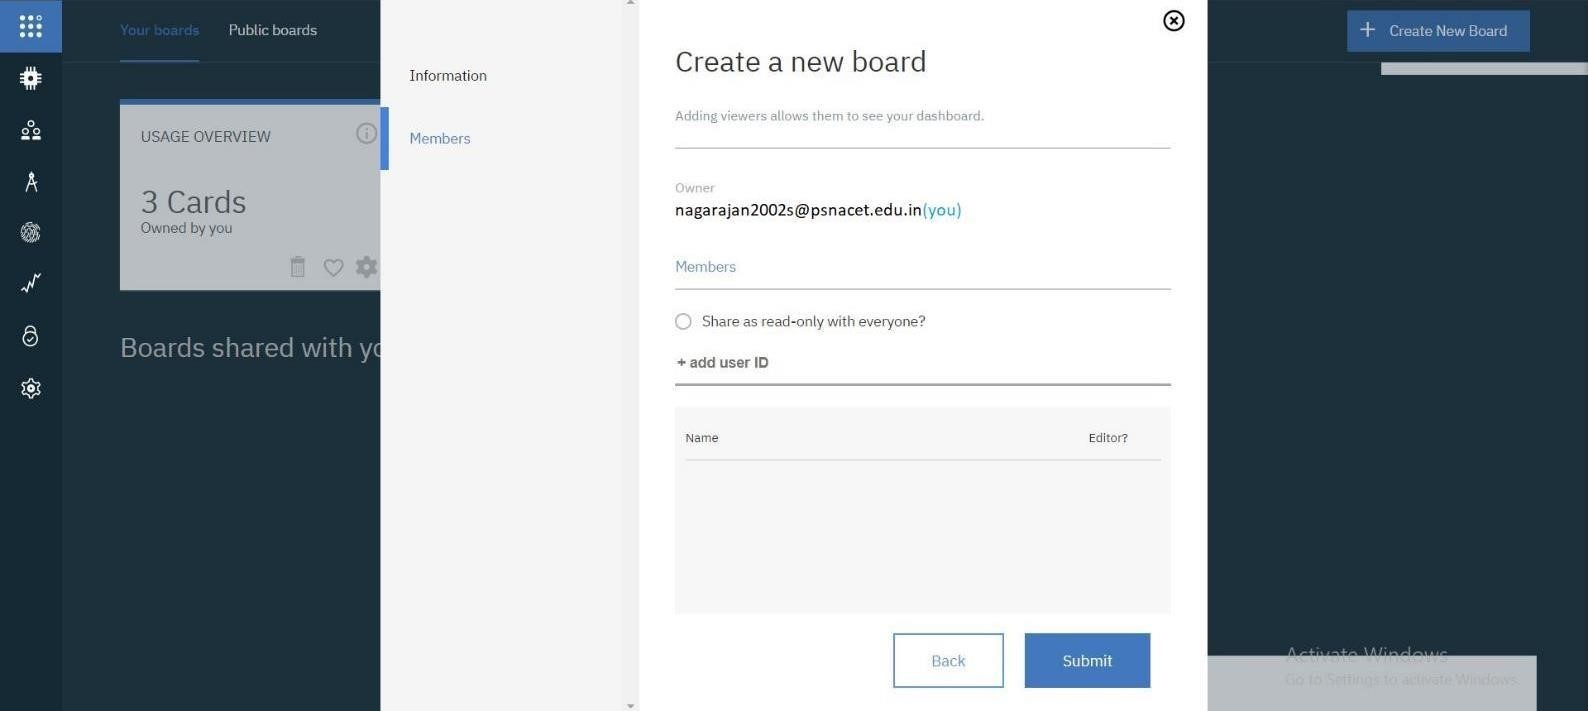 Your boards
Public boards
Create New Board
USAGE OVERVIEW
3 Cards
Owned by you
Boards shared with yo
Information
Members
Create a new board
Adding viewers allows them to see your dashboard.
Owner
nagarajan2002s@psnacet.edu.in(you)
Members
Share as read-only with everyone?
+ add user ID
Name Editor?
Back
Submit
Activate Windows
Go to Settings to activate Windows.